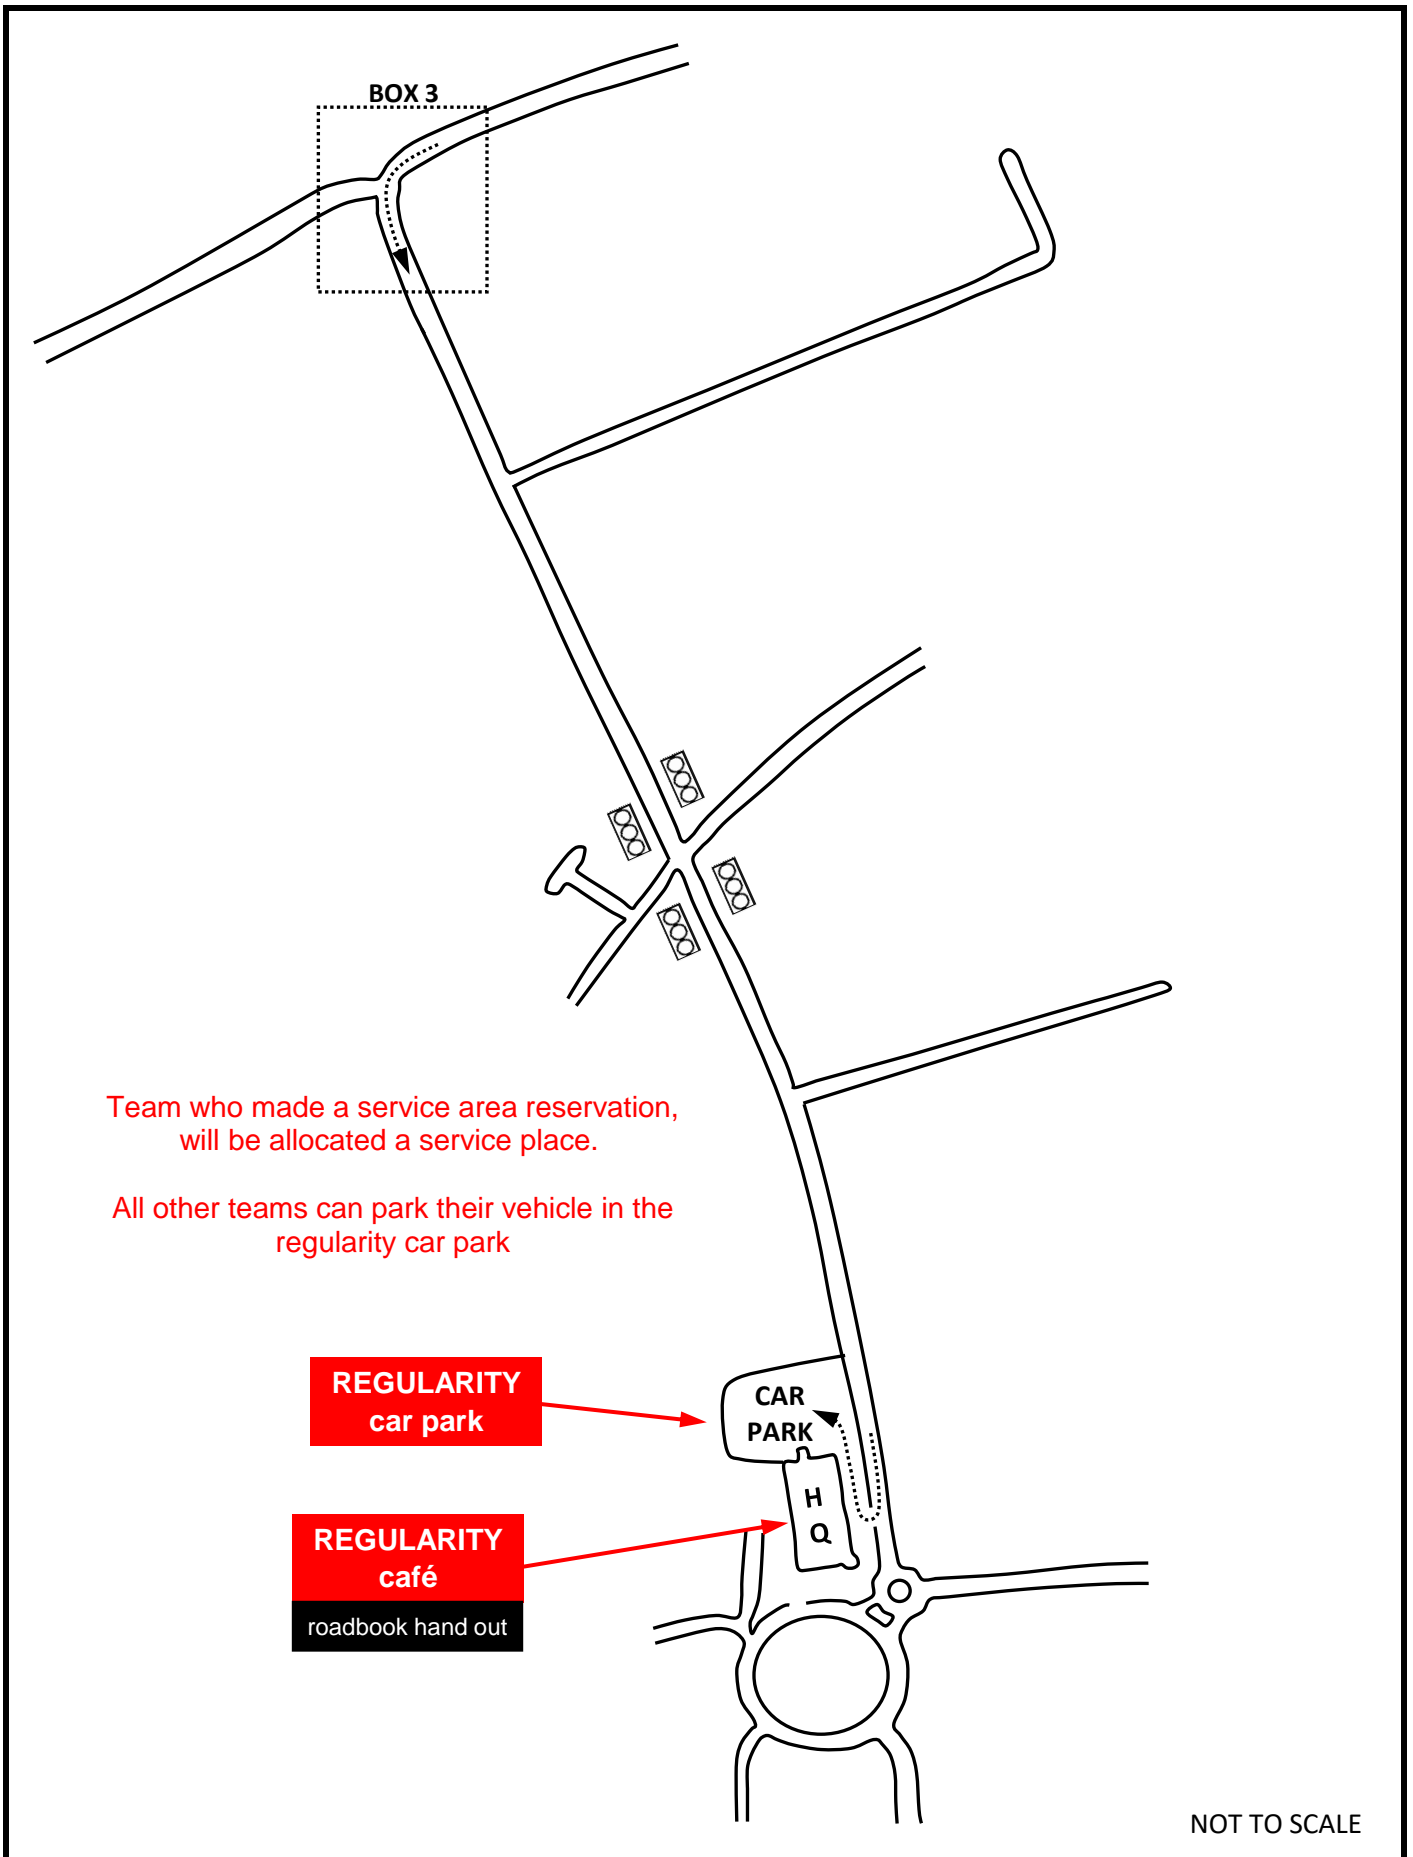 BOX 3
Team who made a service area reservation,
will be allocated a service place.
All other teams can park their vehicle in the
regularity car park
REGULARITY
car park
CAR
PARK
H
Q
REGULARITY
café
roadbook hand out
NOT TO SCALE